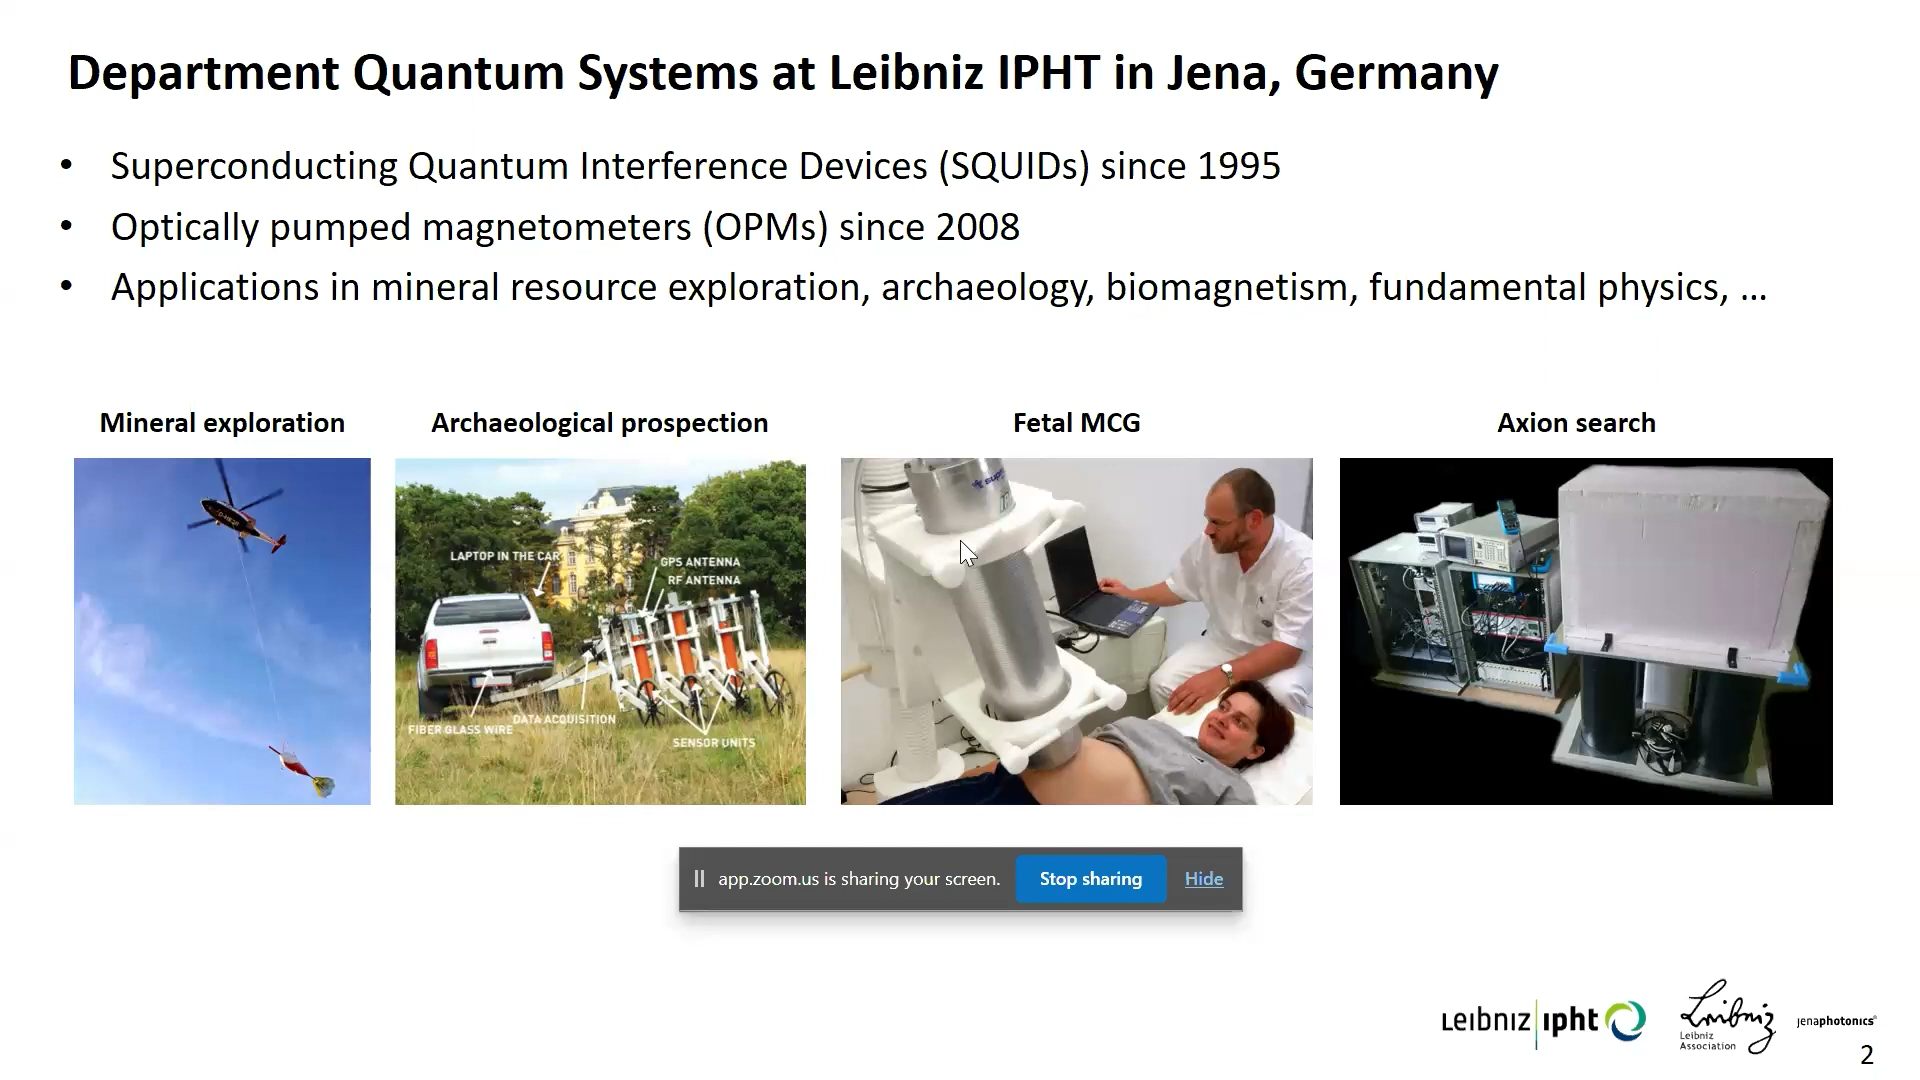 Department Quantum Systems at Leibniz IPHT in Jena, Germany
• Superconducting Quantum Interference Devices (SQUIDs) since 1995
• Optically pumped magnetometers (OPMs) since 2008
• Applications in mineral resource exploration, archaeology, biomagnetism, fundamental physics, ...
Mineral exploration
Archaeological prospection
Fetal MCG
Axion search
LAPTOP IN THE CAR
GPS ANTENNA
RF ANTENNA
DATA ACQUISITION
FIBER GLASS WIRE
SENSOR UNITS
app.zoom.us is sharing your screen.
Stop sharing
Hide
Leibniz ipht
Leibniz
Leibniz
Association
jenaphotonics
2